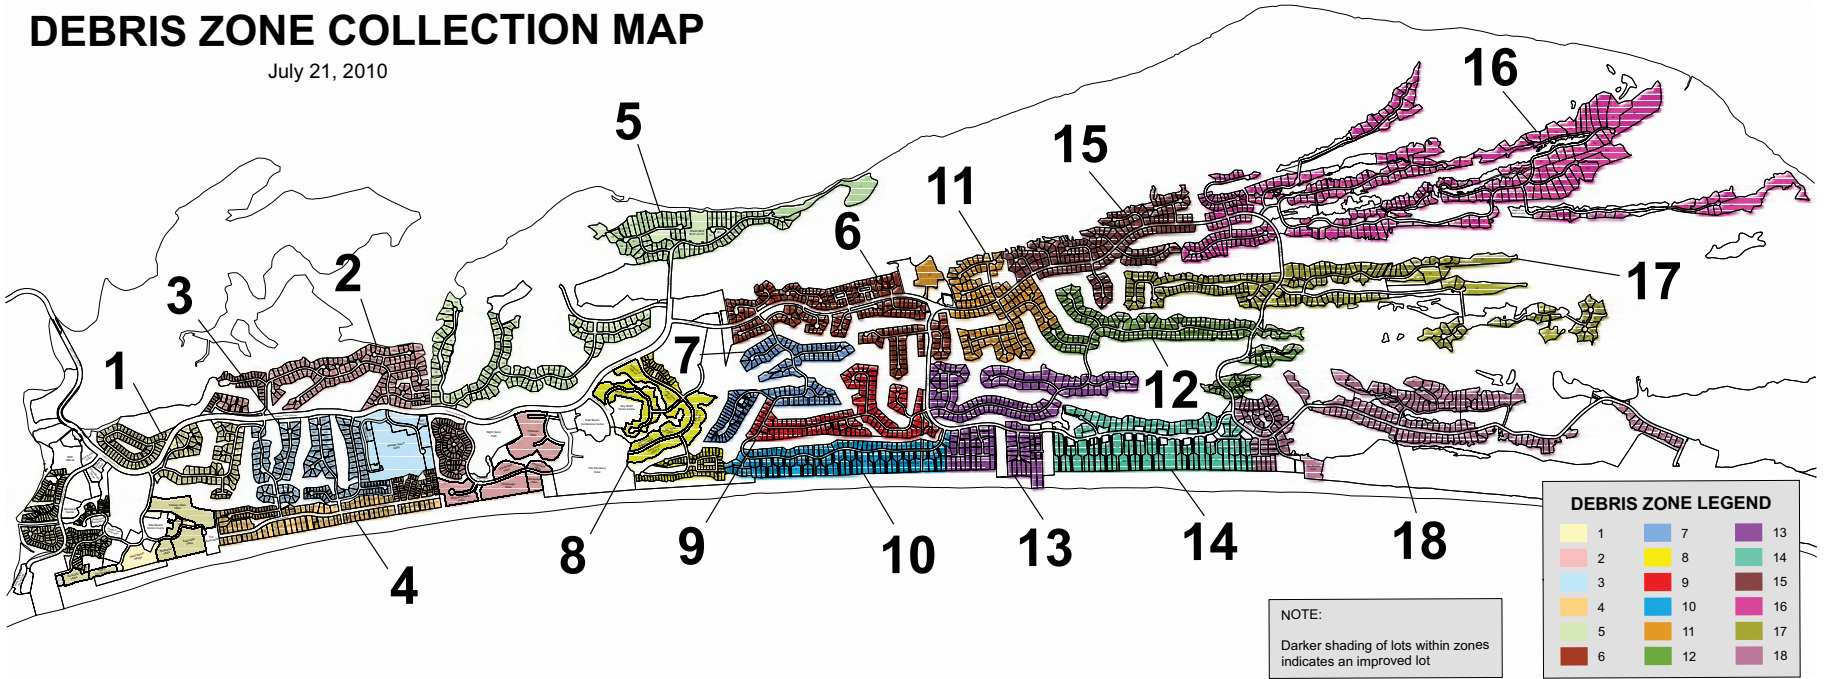 DEBRIS ZONE COLLECTION MAP
July 21, 2010
16
5
15
11
6
2
3
17
7
1
12
4
8
9
10
13
14
18
DEBRIS ZONE LEGEND
1 7 13
2 8 14
3 9 15
4 10 16
5 11 17
6 12 18
NOTE:
Darker shading of lots within zones
indicates an improved lot